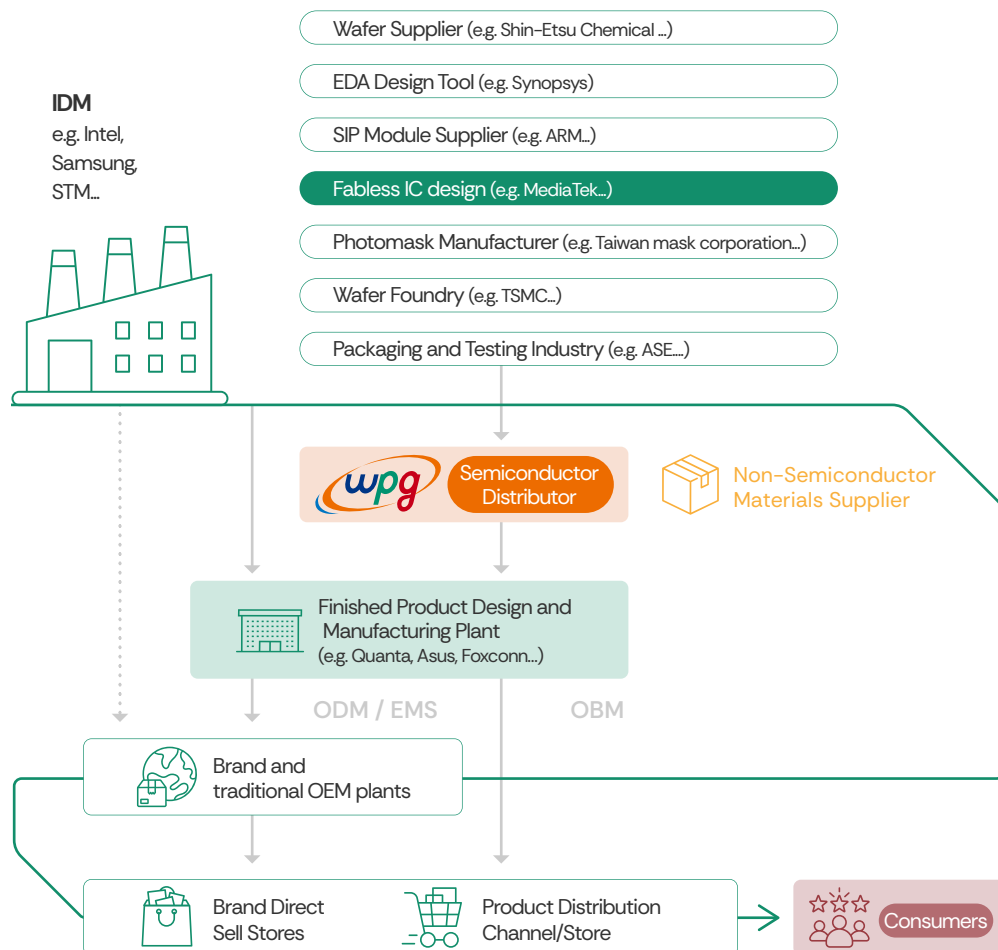 Wafer Supplier (e.g. Shin-Etsu Chemical ...)
EDA Design Tool (e.g. Synopsys)
IDM
e.g. Intel,
Samsung,
STM...
SIP Module Supplier (e.g. ARM...)
Fabless IC design (e.g. MediaTek...)
Photomask Manufacturer (e.g. Taiwan mask corporation...)
Wafer Foundry (e.g. TSMC...)
Packaging and Testing Industry (e.g. ASE....)
wpg
Semiconductor
Distributor
Non-Semiconductor
Materials Supplier
Finished Product Design and
Manufacturing Plant
(e.g. Quanta, Asus, Foxconn...)
ODM / EMS
OBM
Brand and
traditional OEM plants
Brand Direct
Sell Stores
Product Distribution
Channel/Store
Consumers